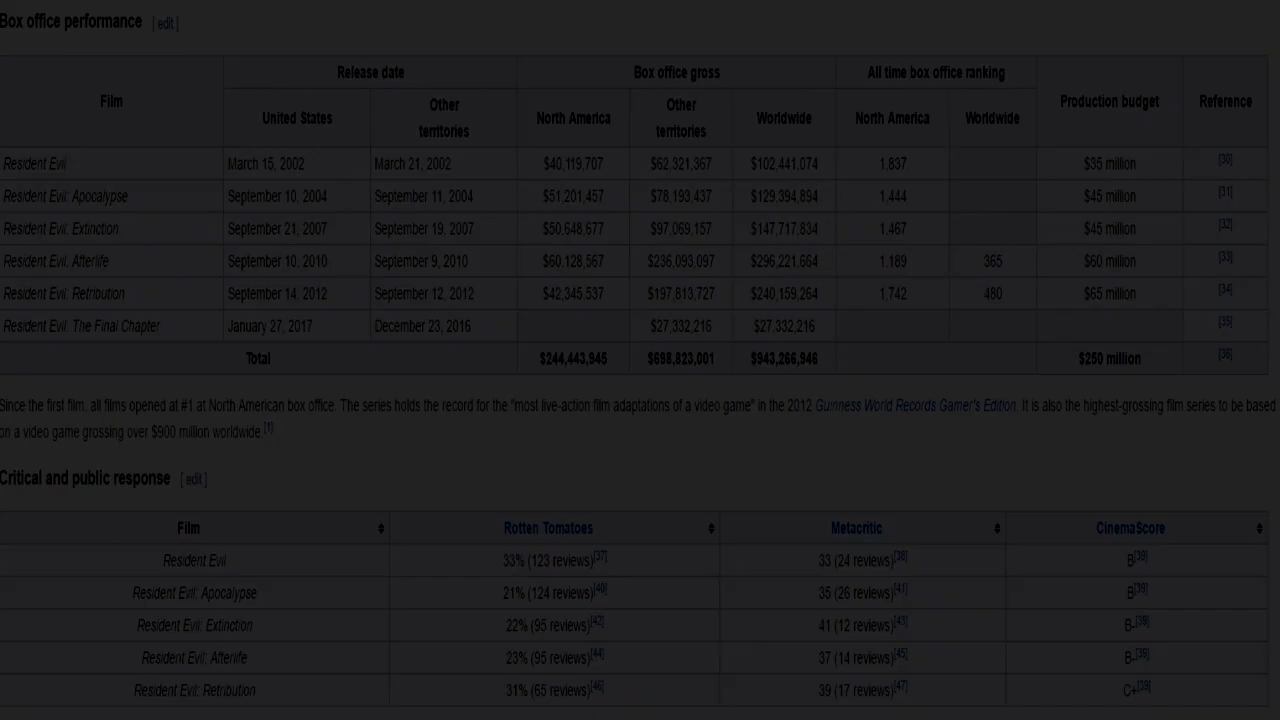 Box office performance [ edit ]
Film Release date Box office gross All time box office ranking Production budget Reference
United States Other territories North America Other territories Worldwide North America Worldwide
Resident Evil March 15, 2002 March 21, 2002 $40,119,707 $62,321,367 $102,441,074 1,837 $35 million [30]
Resident Evil: Apocalypse September 10, 2004 September 11, 2004 $51,201,457 $78,193,437 $129,394,894 1,444 $45 million [31]
Resident Evil: Extinction September 21, 2007 September 19, 2007 $50,648,677 $97,069,157 $147,717,834 1,467 $45 million [32]
Resident Evil: Afterlife September 10, 2010 September 9, 2010 $60,128,567 $236,093,097 $296,221,664 1,189 365 $60 million [33]
Resident Evil: Retribution September 14, 2012 September 12, 2012 $42,345,537 $197,813,727 $240,159,264 1,742 480 $65 million [34]
Resident Evil: The Final Chapter January 27, 2017 December 23, 2016 $27,332,216 $27,332,216 [35]
Total $244,443,945 $698,823,001 $943,266,946 $250 million [36]
Since the first film, all films opened at #1 at North American box office. The series holds the record for the "most live-action film adaptations of a video game" in the 2012 Guinness World Records Gamer's Edition. It is also the highest-grossing film series to be based
on a video game grossing over $900 million worldwide.[1]
Critical and public response [ edit ]
Film Rotten Tomatoes Metacritic CinemaScore
Resident Evil 33% (123 reviews)[37] 33 (24 reviews)[38] B[39]
Resident Evil: Apocalypse 21% (124 reviews)[40] 35 (26 reviews)[41] B[39]
Resident Evil: Extinction 22% (95 reviews)[42] 41 (12 reviews)[43] B-[39]
Resident Evil: Afterlife 23% (95 reviews)[44] 37 (14 reviews)[45] B-[39]
Resident Evil: Retribution 31% (65 reviews)[46] 39 (17 reviews)[47] C+[39]